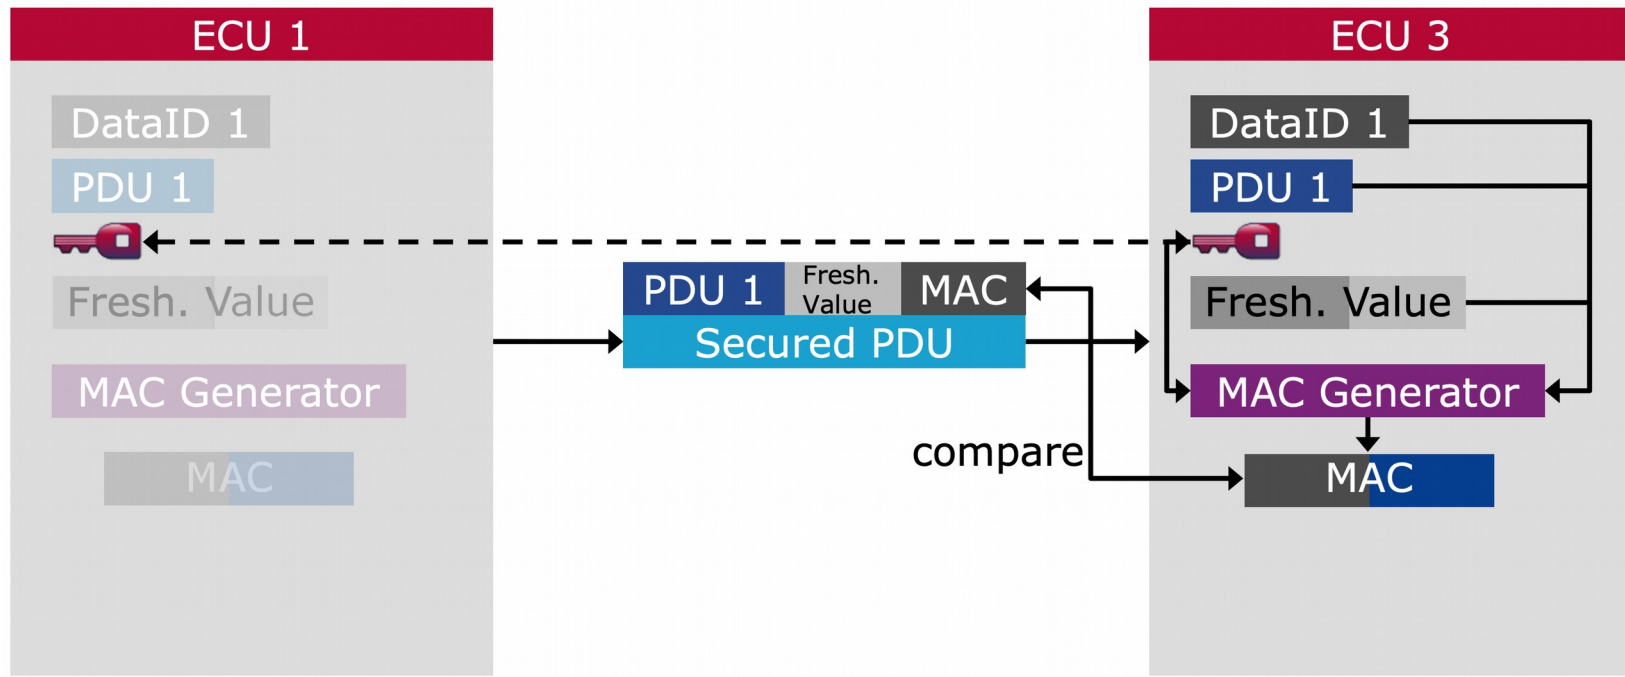 ECU 1
DataID 1
PDU 1
Fresh. Value
MAC Generator
MAC
PDU 1
Fresh.
Value
MAC
Secured PDU
compare
ECU 3
DataID 1
PDU 1
Fresh. Value
MAC Generator
MAC